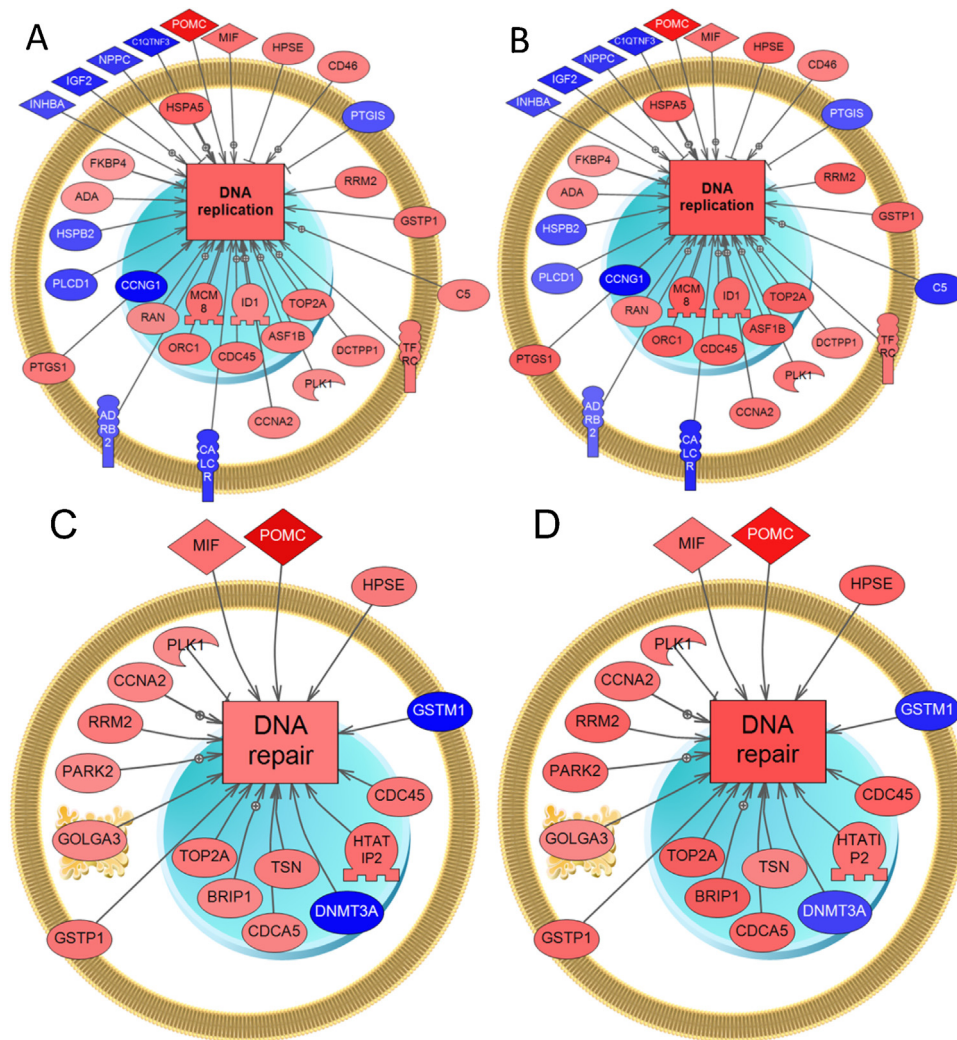 A
POMC
C1QTNF3
MIF
HPSE
NPPC
CD46
IGF2
INHBA
HSPA5
PTGIS
FKBP4
RRM2
ADA
DNA
replication
GSTP1
HSPB2
PLCD1
CCNG1
MCM
8
ID1
TOP2A
C5
RAN
ASF1B
ORC1
CDC45
DCTPP1
TF
RC
PTGS1
PLK1
CCNA2
AD
RB
2
CA
LC
R
B
POMC
C1QTNF3
MIF
HPSE
NPPC
CD46
IGF2
INHBA
HSPA5
PTGIS
FKBP4
RRM2
ADA
DNA
replication
GSTP1
HSPB2
PLCD1
CCNG1
MCM
8
ID1
TOP2A
C5
RAN
ASF1B
ORC1
CDC45
DCTPP1
TF
RC
PTGS1
PLK1
CCNA2
AD
RB
2
CA
LC
R
C
MIF
POMC
HPSE
PLK1
CCNA2
GSTM1
RRM2
DNA
repair
PARK2
CDC45
GOLGA3
HTAT
IP2
TOP2A
TSN
BRIP1
DNMT3A
CDCA5
GSTP1
D
MIF
POMC
HPSE
PLK1
CCNA2
GSTM1
RRM2
DNA
repair
PARK2
CDC45
GOLGA3
HTATI
P2
TOP2A
TSN
BRIP1
DNMT3A
CDCA5
GSTP1